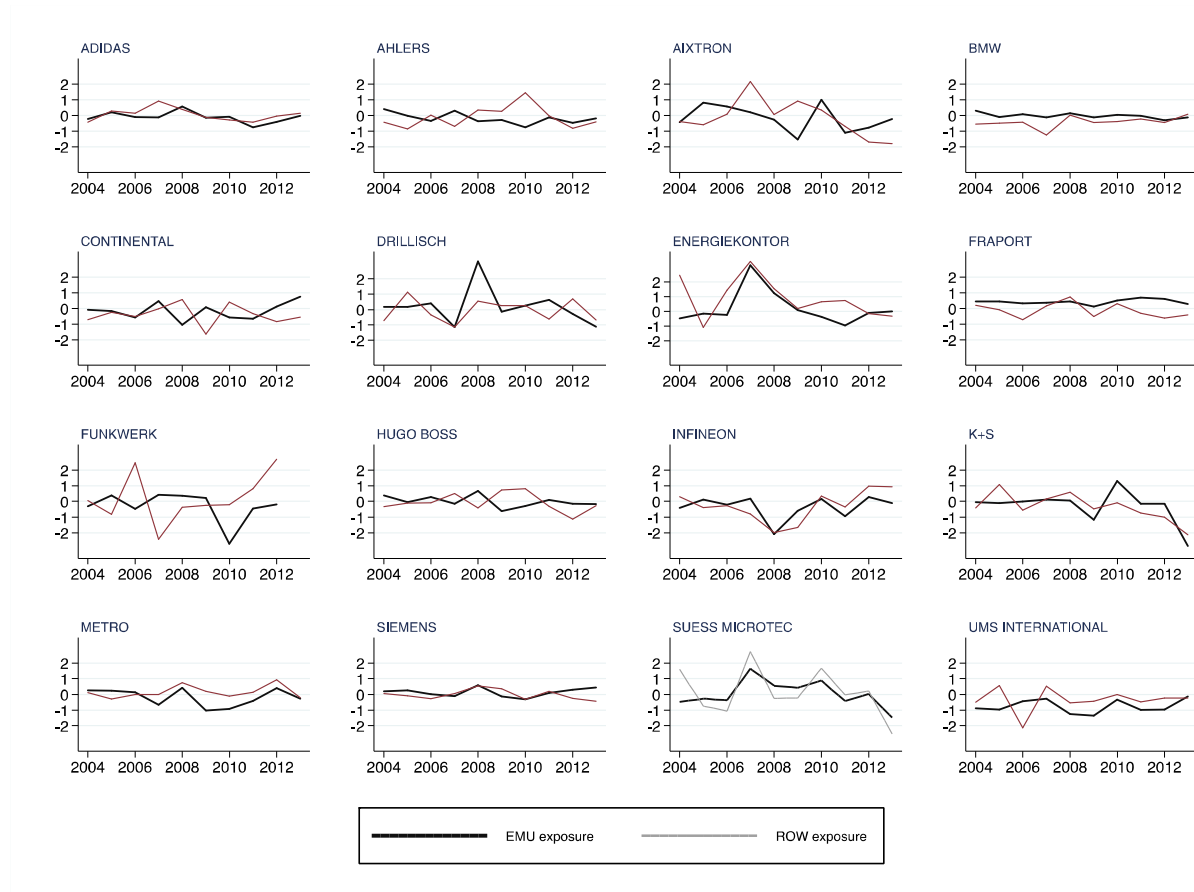 ADIDAS AHLERS AIXTRON BMW
2 2 2 2
1 1 1 1
0 0 0 0
-1 -1 -1 -1
-2 -2 -2 -2
2004 2006 2008 2010 2012 2004 2006 2008 2010 2012 2004 2006 2008 2010 2012 2004 2006 2008 2010 2012
CONTINENTAL DRILLISCH ENERGIEKONTOR FRAPORT
2 2 2 2
1 1 1 1
0 0 0 0
-1 -1 -1 -1
-2 -2 -2 -2
2004 2006 2008 2010 2012 2004 2006 2008 2010 2012 2004 2006 2008 2010 2012 2004 2006 2008 2010 2012
FUNKWERK HUGO BOSS INFINEON K+S
2 2 2 2
1 1 1 1
0 0 0 0
-1 -1 -1 -1
-2 -2 -2 -2
2004 2006 2008 2010 2012 2004 2006 2008 2010 2012 2004 2006 2008 2010 2012 2004 2006 2008 2010 2012
METRO SIEMENS SUESS MICROTEC UMS INTERNATIONAL
2 2 2 2
1 1 1 1
0 0 0 0
-1 -1 -1 -1
-2 -2 -2 -2
2004 2006 2008 2010 2012 2004 2006 2008 2010 2012 2004 2006 2008 2010 2012 2004 2006 2008 2010 2012
EMU exposure ROW exposure